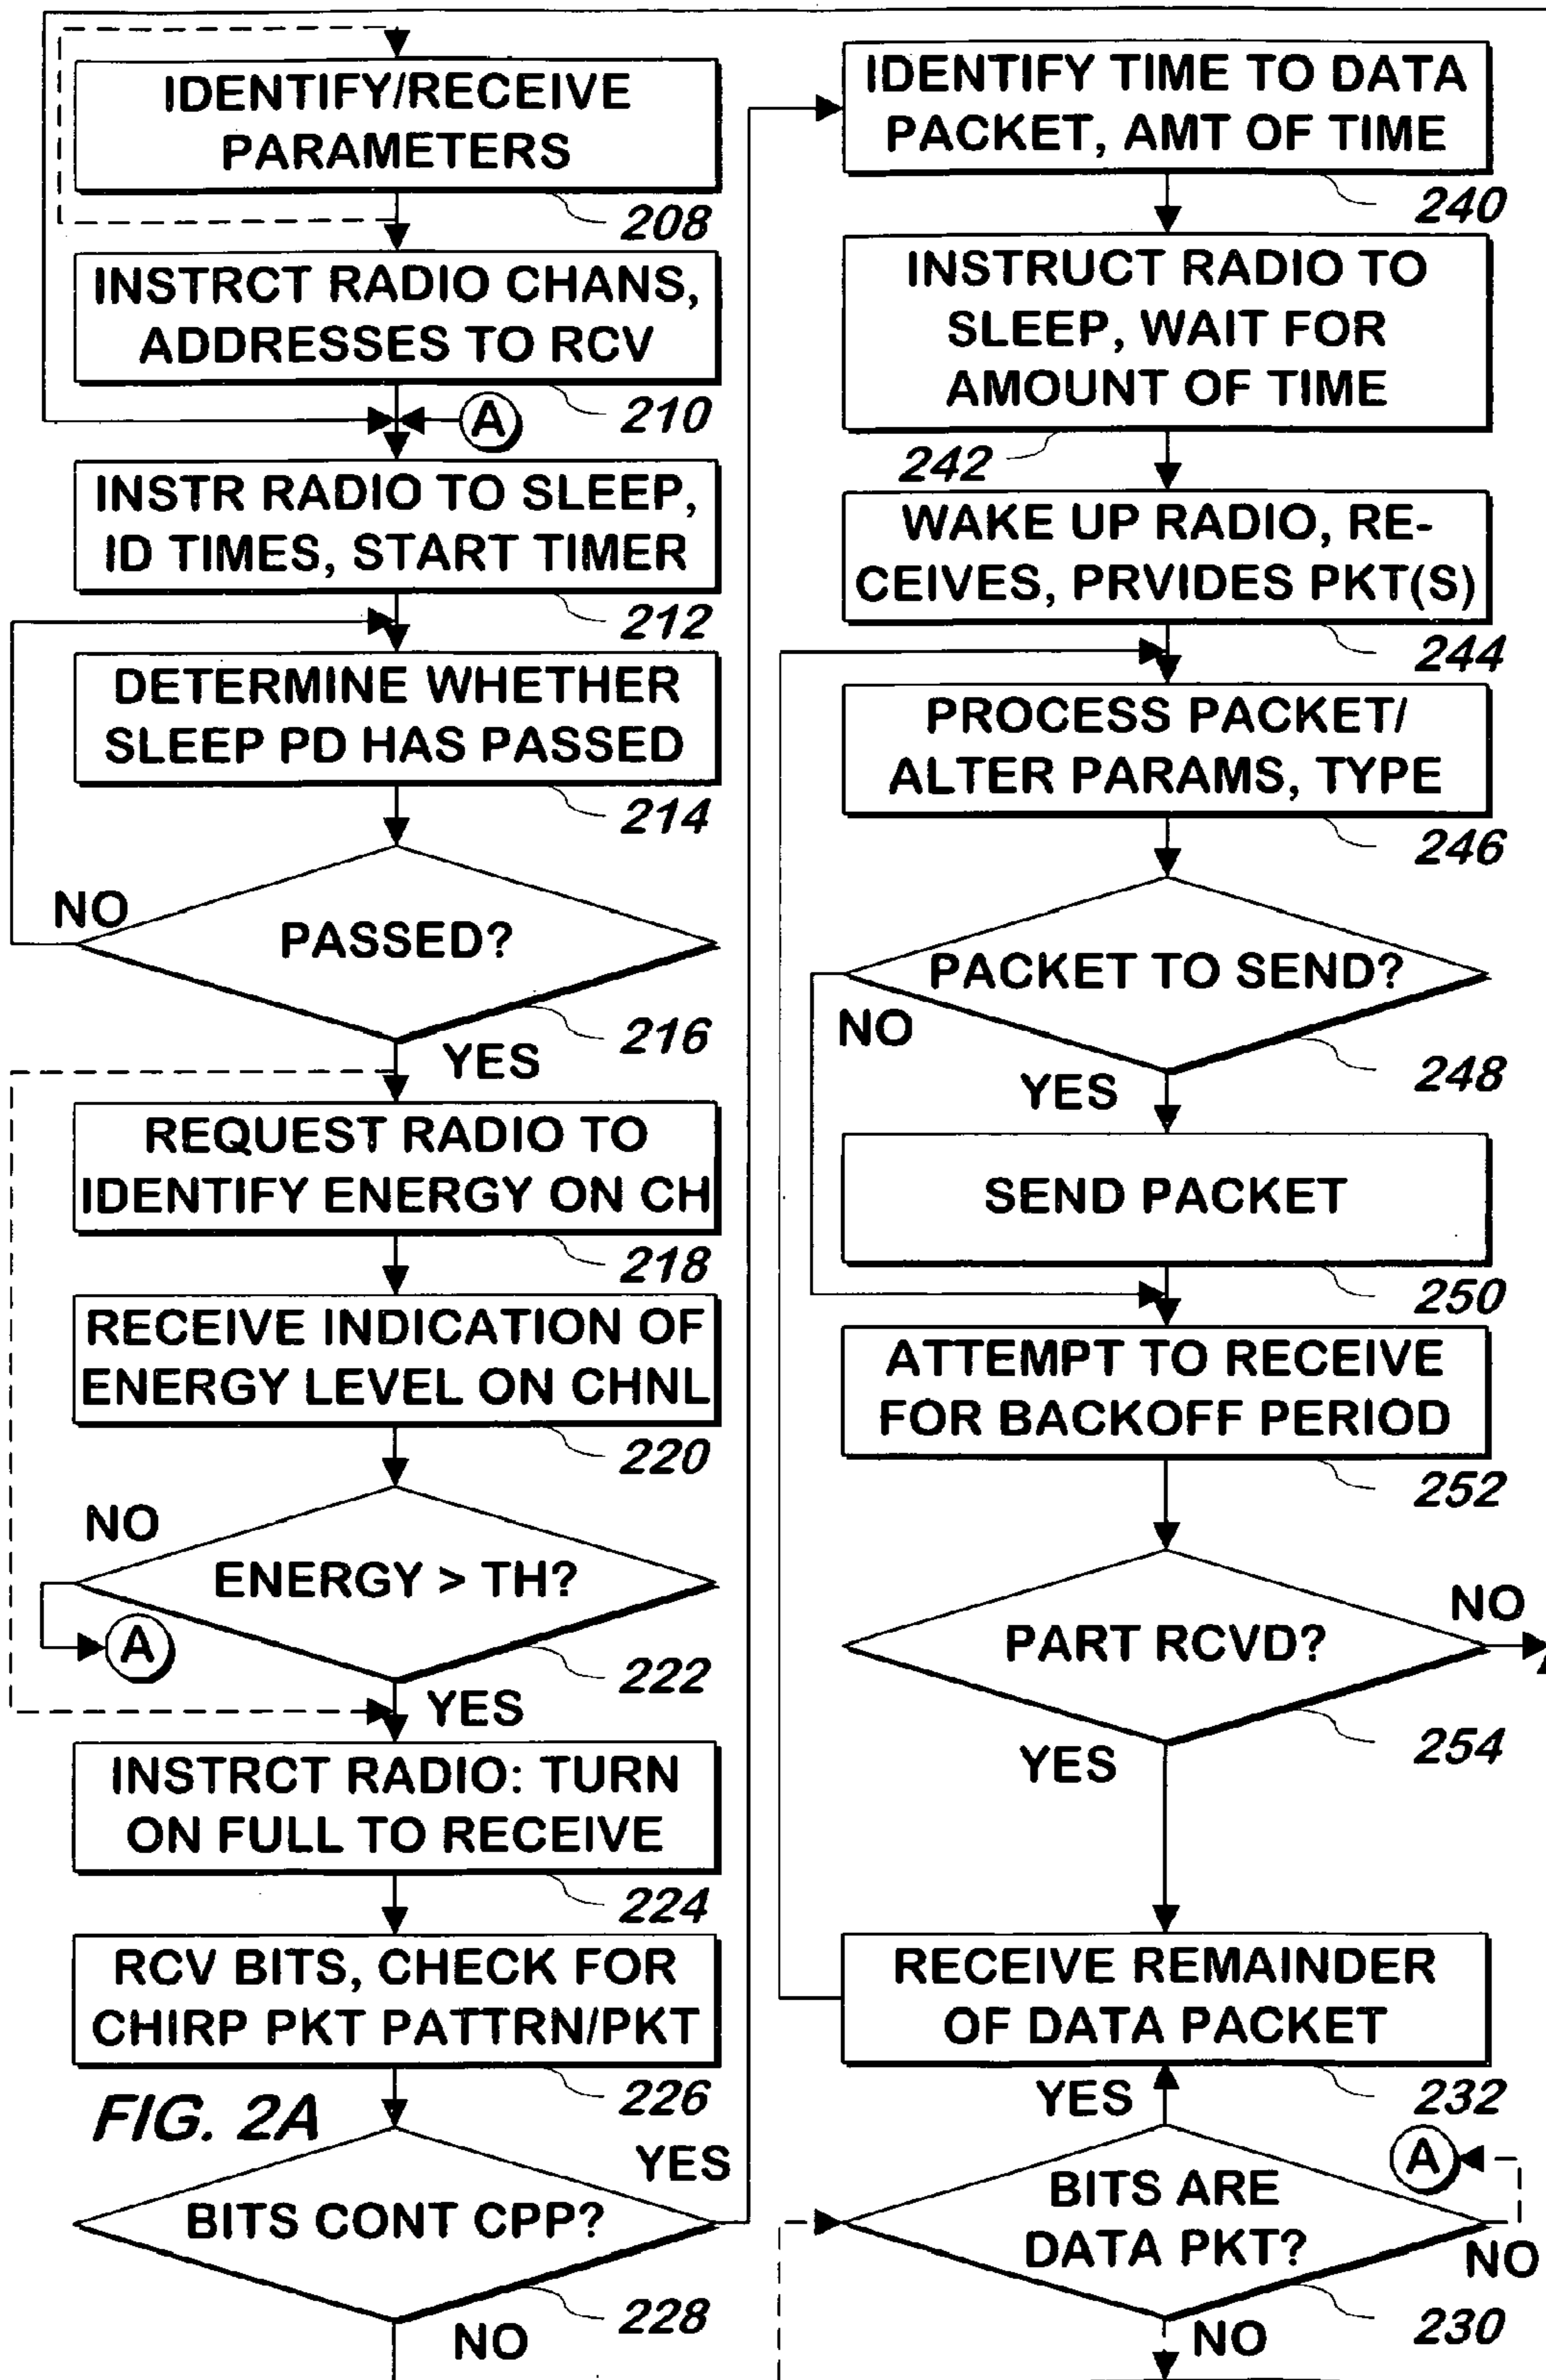 IDENTIFY/RECEIVE
PARAMETERS
208
INSTRCT RADIO CHANS,
ADDRESSES TO RCV
210
A
INSTR RADIO TO SLEEP,
ID TIMES, START TIMER
212
DETERMINE WHETHER
SLEEP PD HAS PASSED
214
NO
PASSED?
216
YES
REQUEST RADIO TO
IDENTIFY ENERGY ON CH
218
RECEIVE INDICATION OF
ENERGY LEVEL ON CHNL
220
NO
ENERGY > TH?
A
222
YES
INSTRCT RADIO: TURN
ON FULL TO RECEIVE
224
RCV BITS, CHECK FOR
CHIRP PKT PATTRN/PKT
226
FIG. 2A
YES
BITS CONT CPP?
228
NO
IDENTIFY TIME TO DATA
PACKET, AMT OF TIME
240
INSTRUCT RADIO TO
SLEEP, WAIT FOR
AMOUNT OF TIME
242
WAKE UP RADIO, RE-
CEIVES, PRVIDES PKT(S)
244
PROCESS PACKET/
ALTER PARAMS, TYPE
246
PACKET TO SEND?
NO
248
YES
SEND PACKET
250
ATTEMPT TO RECEIVE
FOR BACKOFF PERIOD
252
NO
PART RCVD?
254
YES
RECEIVE REMAINDER
OF DATA PACKET
232
YES
A
BITS ARE
DATA PKT?
NO
230
NO